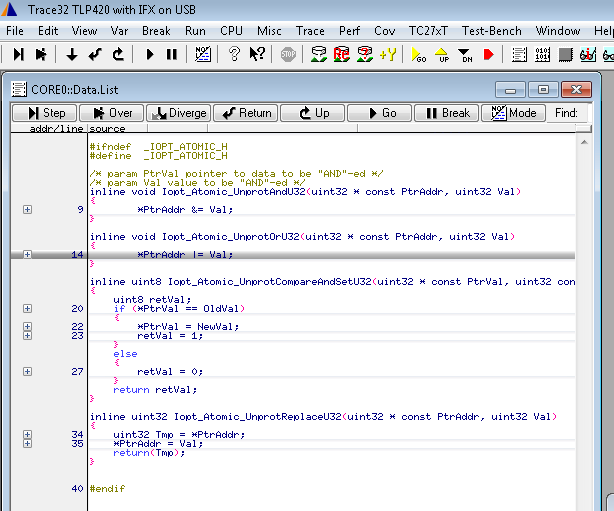 Trace32 TLP420 with IFX on USB
File Edit View Var Break Run CPU Misc Trace Perf Cov TC27xT Test-Bench Window Help
CORE0::Data.List
Step Over Diverge Return Up Go Break Mode Find:
addr/line source
#ifndef _IOPT_ATOMIC_H
#define _IOPT_ATOMIC_H
/* param PtrVal pointer to data to be "AND"-ed */
/* param Val value to be "AND"-ed */
inline void Iopt_Atomic_UnprotAndU32(uint32 * const PtrAddr, uint32 Val)
{
9 *PtrAddr &= Val;
}
inline void Iopt_Atomic_UnprotOrU32(uint32 * const PtrAddr, uint32 Val)
{
14 *PtrAddr |= Val;
}
inline uint8 Iopt_Atomic_UnprotCompareAndSetU32(uint32 * const PtrVal, uint32 con
{
uint8 retVal;
20 if (*PtrVal == OldVal)
{
22 *PtrVal = NewVal;
23 retVal = 1;
}
else
{
27 retVal = 0;
}
return retVal;
}
inline uint32 Iopt_Atomic_UnprotReplaceU32(uint32 * const PtrAddr, uint32 Val)
{
34 uint32 Tmp = *PtrAddr;
35 *PtrAddr = Val;
return(Tmp);
}
40 #endif